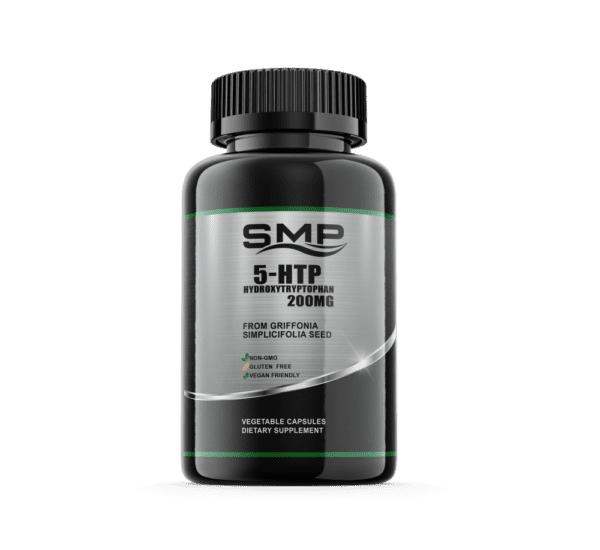 SMP
5-HTP
HYDROXYTRYPTOPHAN
200MG
FROM GRIFFONIA
SIMPLICIFOLIA SEED
NON-GMO
GLUTEN FREE
VEGAN FRIENDLY
VEGETABLE CAPSULES
DIETARY SUPPLEMENT